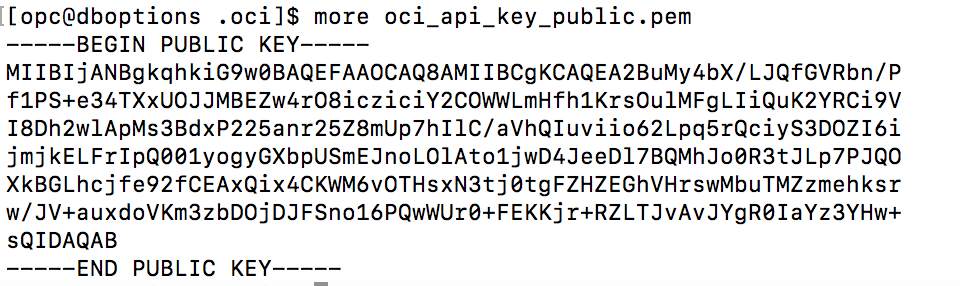 [[opc@dboptions .oci]$ more oci_api_key_public.pem
-----BEGIN PUBLIC KEY-----
MIIBIjANBgkqhkiG9w0BAQEFAAOCAQ8AMIIBCgKCAQEA2BuMy4bX/LJQfGVRbn/P
f1PS+e34TXxUOJJMBEZw4rO8icziciY2COWWLmHfh1KrsOulMFgLIiQuK2YRCi9V
I8Dh2wlApMs3BdxP225anr25Z8mUp7hIlC/aVhQIuviio62Lpq5rQciyS3DOZI6i
jmjkELFrIpQ001yogyGXbpUSmEJnoLOlAto1jwD4JeeDl7BQMhJo0R3tJLp7PJQO
XkBGLhcjfe92fCEAxQix4CKWM6vOTHsxN3tj0tgFZHZEGhVHrswMbuTMZzmehksr
w/JV+auxdoVKm3zbDOjDJFSno16PQwWUr0+FEKKjr+RZLTJvAvJYgR0IaYz3YHw+
sQIDAQAB
-----END PUBLIC KEY-----